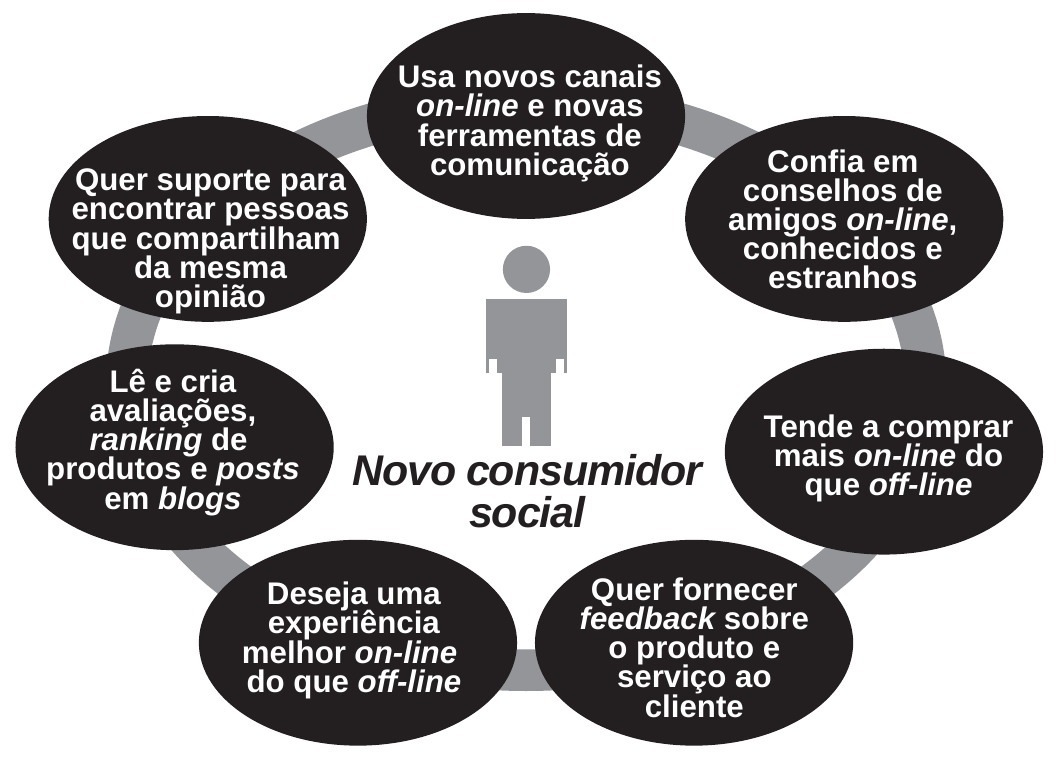 Usa novos canais
on-line e novas
ferramentas de
comunicação
Confia em
conselhos de
amigos on-line,
conhecidos e
estranhos
Tende a comprar
mais on-line do
que off-line
Quer fornecer
feedback sobre
o produto e
serviço ao
cliente
Deseja uma
experiência
melhor on-line
do que off-line
Lê e cria
avaliações,
ranking de
produtos e posts
em blogs
Quer suporte para
encontrar pessoas
que compartilham
da mesma
opinião
Novo consumidor
social